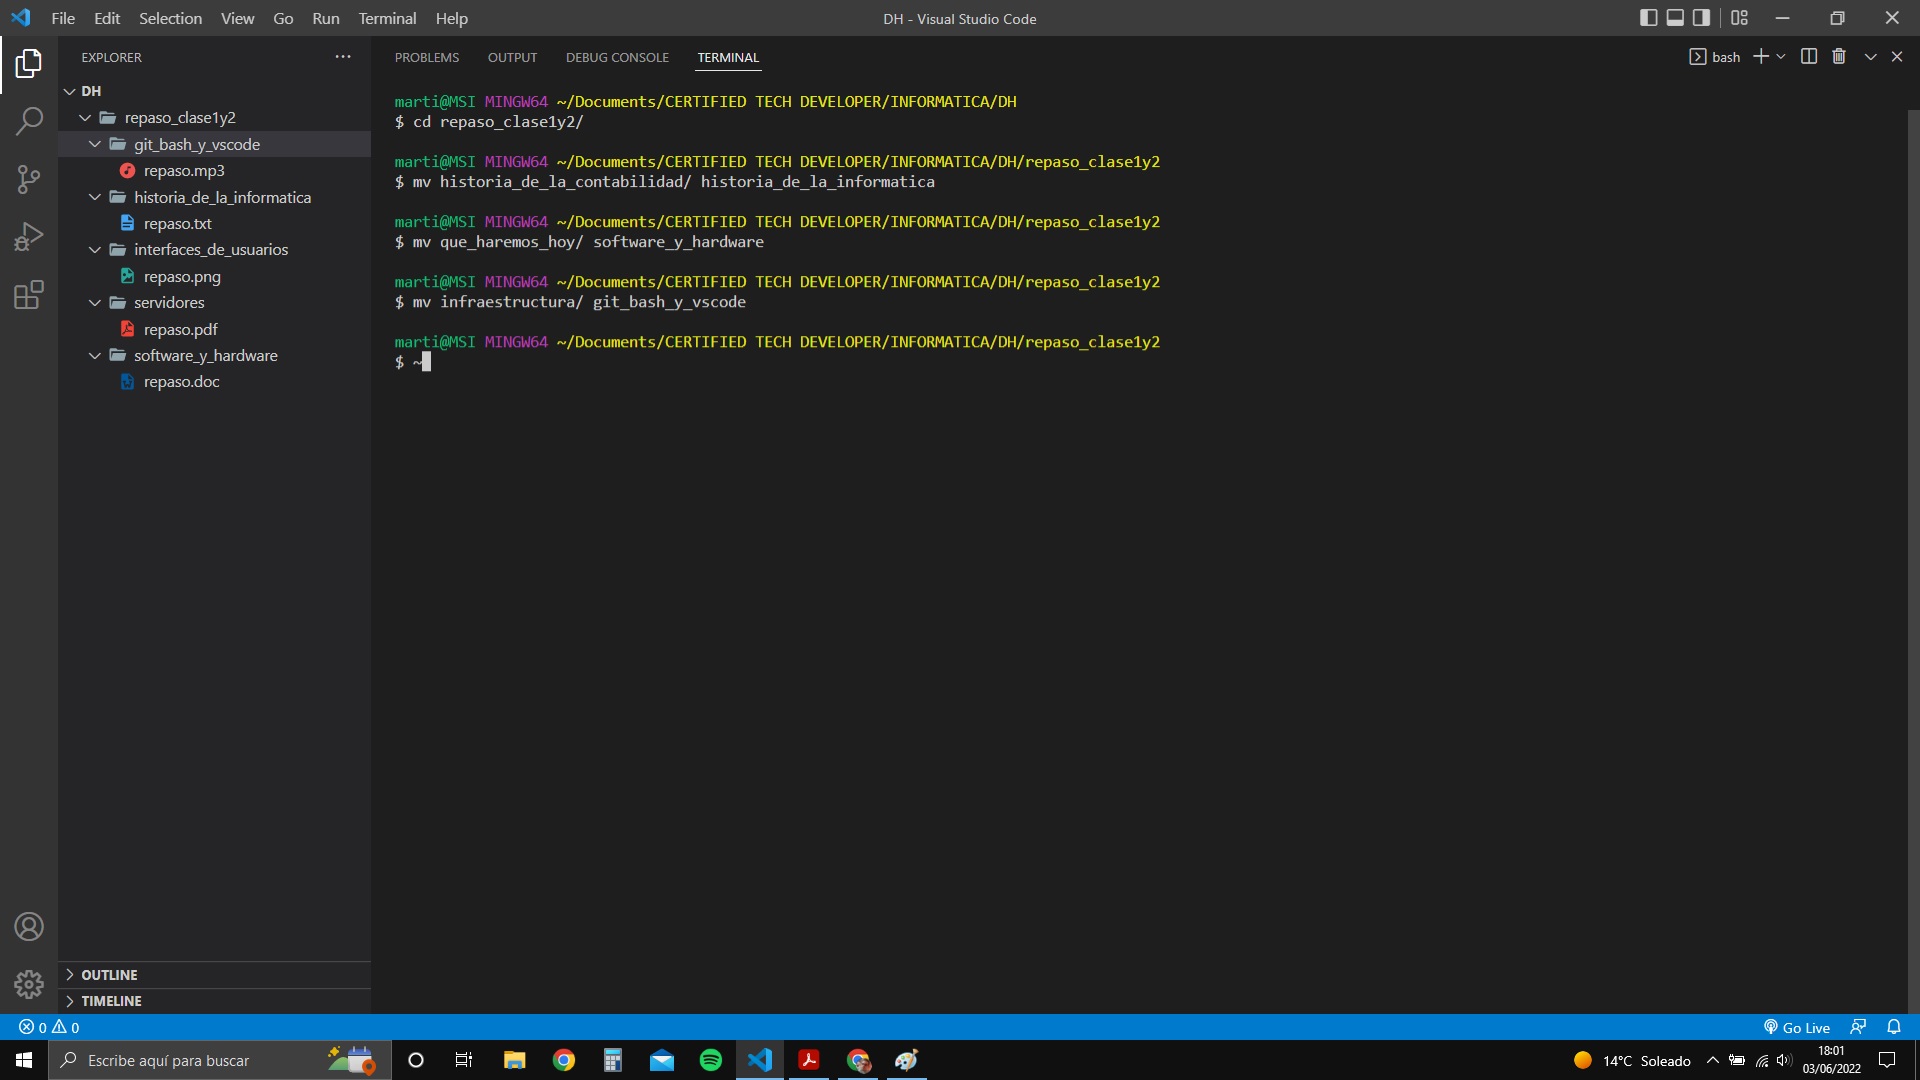 File Edit Selection View Go Run Terminal Help
DH - Visual Studio Code
EXPLORER
DH
repaso_clase1y2
git_bash_y_vscode
repaso.mp3
historia_de_la_informatica
repaso.txt
interfaces_de_usuarios
repaso.png
servidores
repaso.pdf
software_y_hardware
repaso.doc
OUTLINE
TIMELINE
PROBLEMS OUTPUT DEBUG CONSOLE TERMINAL
bash
marti@MSI MINGW64 ~/Documents/CERTIFIED TECH DEVELOPER/INFORMATICA/DH
$ cd repaso_clase1y2/
marti@MSI MINGW64 ~/Documents/CERTIFIED TECH DEVELOPER/INFORMATICA/DH/repaso_clase1y2
$ mv historia_de_la_contabilidad/ historia_de_la_informatica
marti@MSI MINGW64 ~/Documents/CERTIFIED TECH DEVELOPER/INFORMATICA/DH/repaso_clase1y2
$ mv que_haremos_hoy/ software_y_hardware
marti@MSI MINGW64 ~/Documents/CERTIFIED TECH DEVELOPER/INFORMATICA/DH/repaso_clase1y2
$ mv infraestructura/ git_bash_y_vscode
marti@MSI MINGW64 ~/Documents/CERTIFIED TECH DEVELOPER/INFORMATICA/DH/repaso_clase1y2
$ ~
0 0
Go Live
Escribe aquí para buscar
14°C Soleado
18:01
03/06/2022